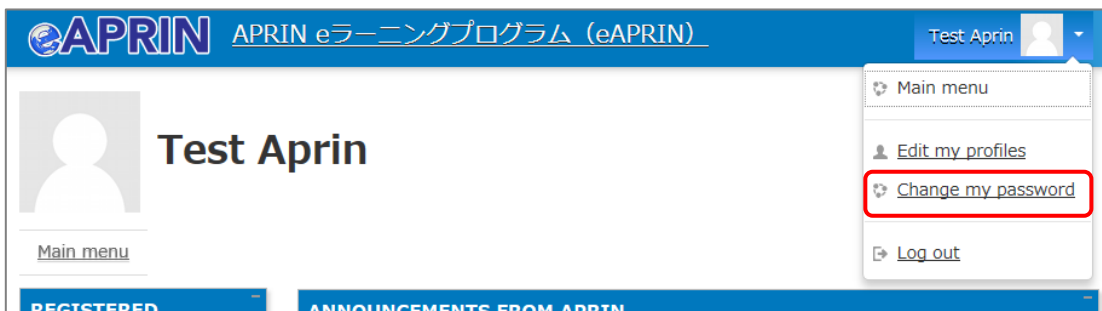 eAPRIN APRIN eラーニングプログラム（eAPRIN） Test Aprin
Main menu
Test Aprin
Edit my profiles
Change my password
Main menu
Log out
REGISTERED
ANNOUNCEMENTS FROM APRIN